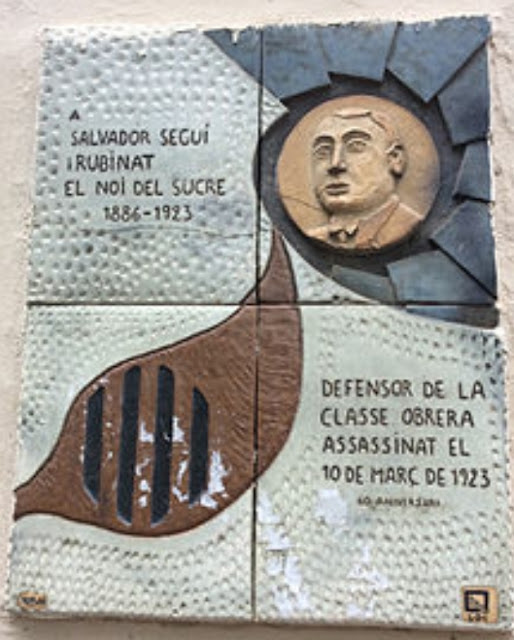 A
SALVADOR SEGUÍ
I RUBINAT
EL NOI DEL SUCRE
1886-1923
DEFENSOR DE LA
CLASSE OBRERA
ASSASSINAT EL
10 DE MARÇ DE 1923
60 ANIVERSARI